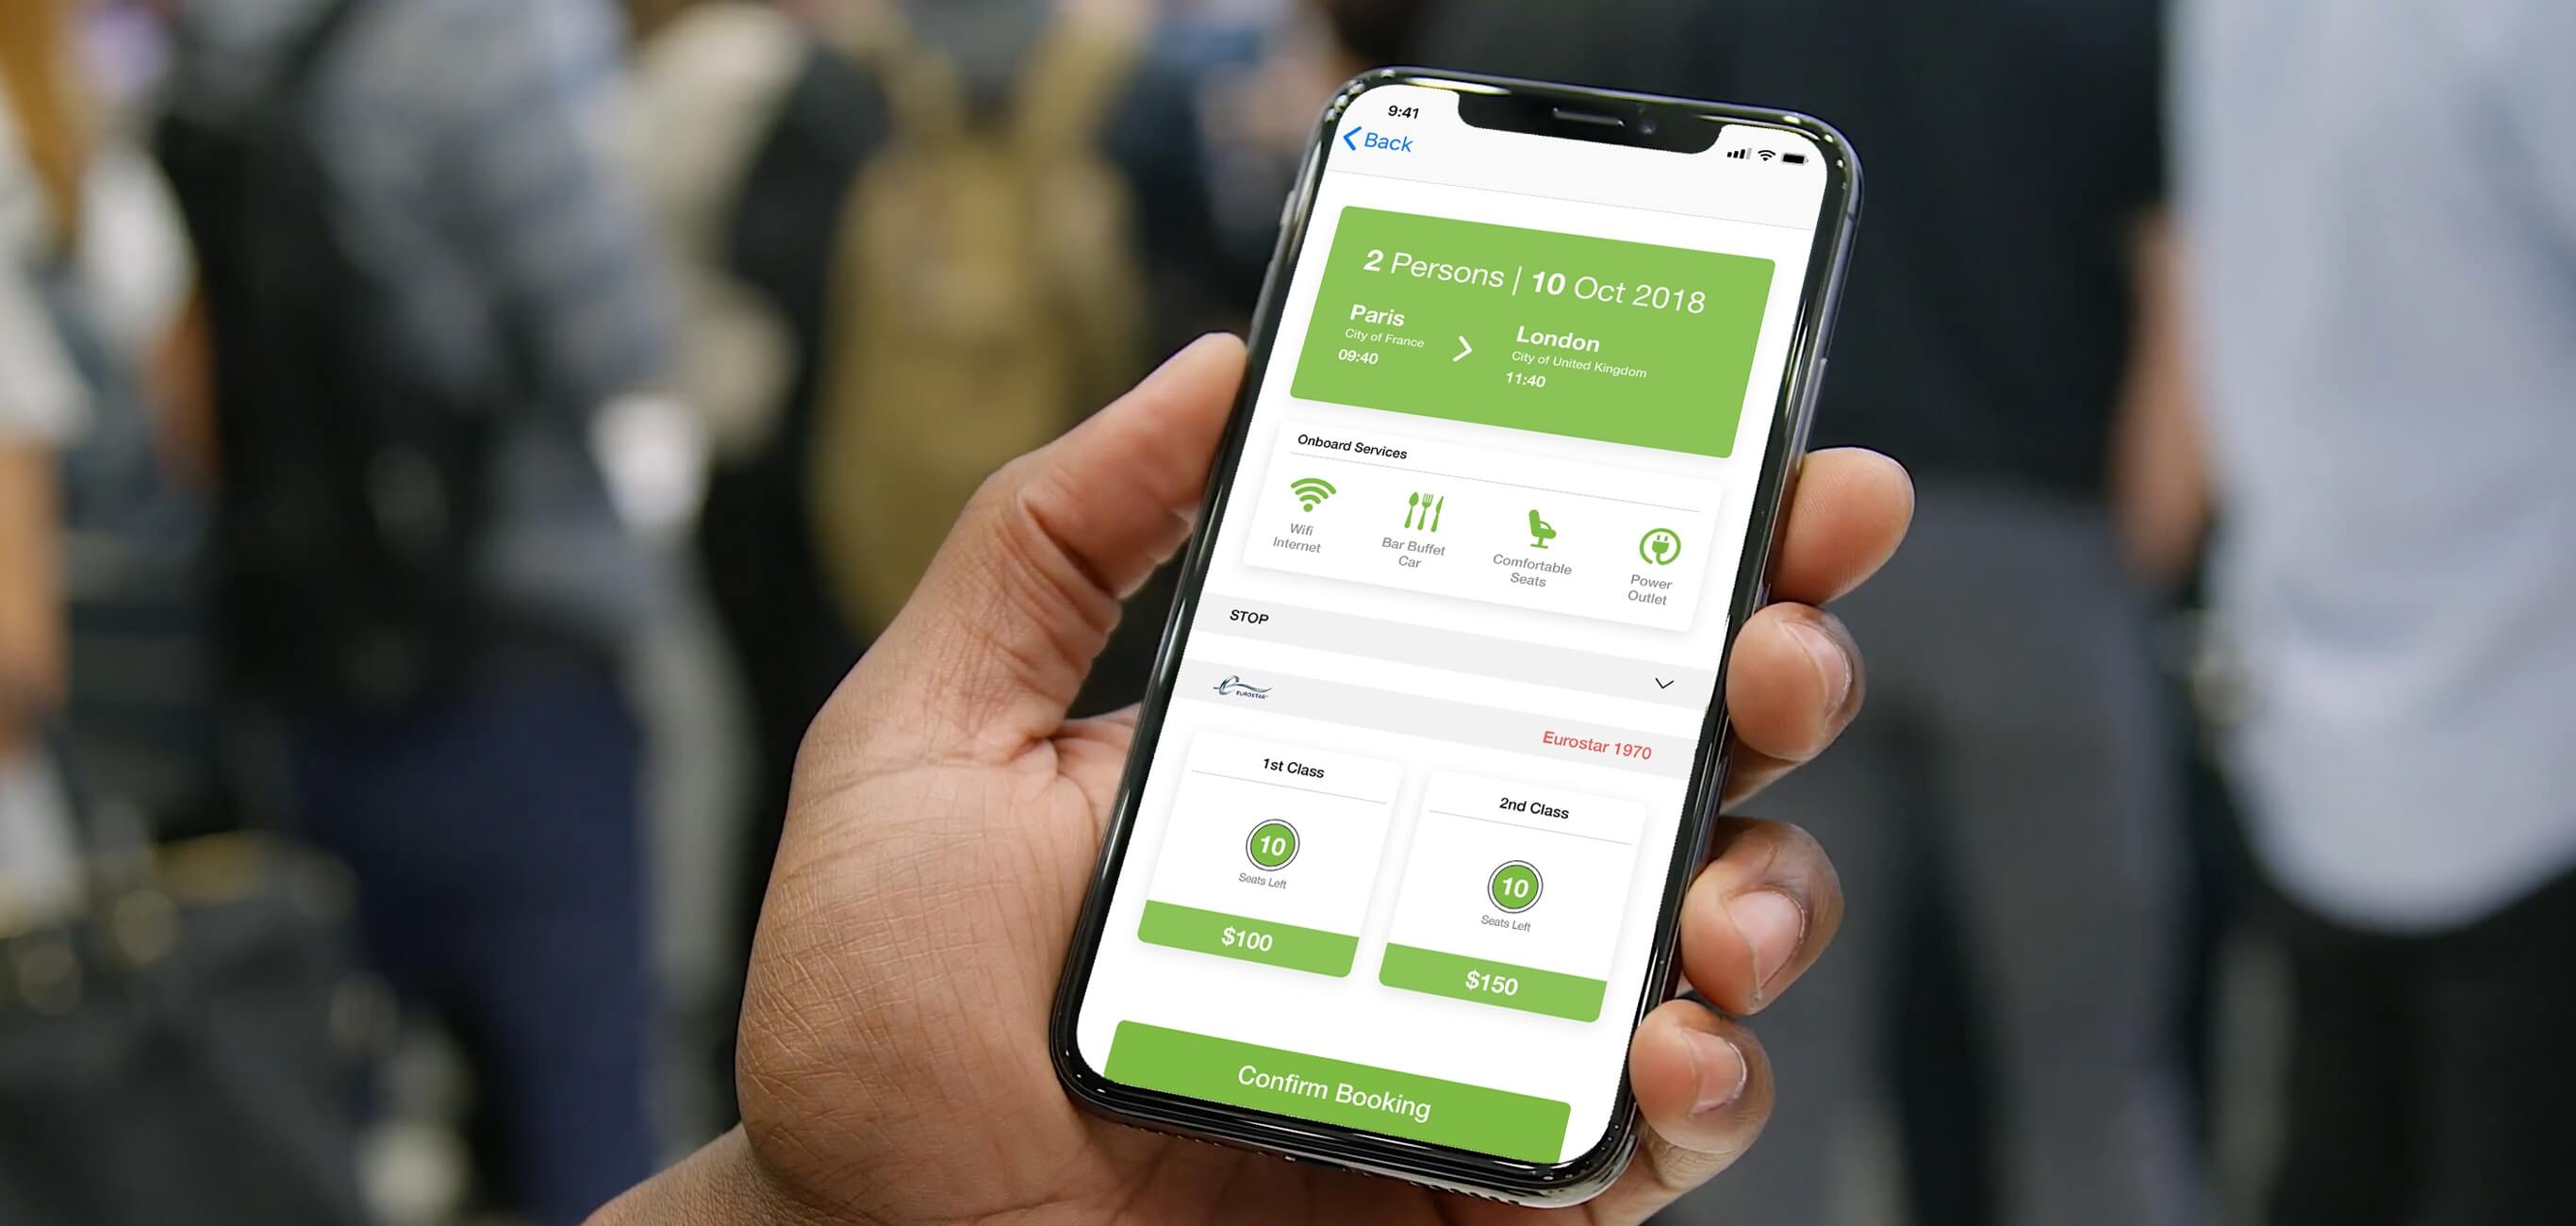 9:41
Back
2 Persons | 10 Oct 2018
Paris
City of France
09:40
London
City of United Kingdom
11:40
Onboard Services
Wifi
Internet
Bar Buffet
Car
Comfortable
Seats
Power
Outlet
STOP
EUROSTAR
Eurostar 1970
1st Class
10
Seats Left
$100
2nd Class
10
Seats Left
$150
Confirm Booking